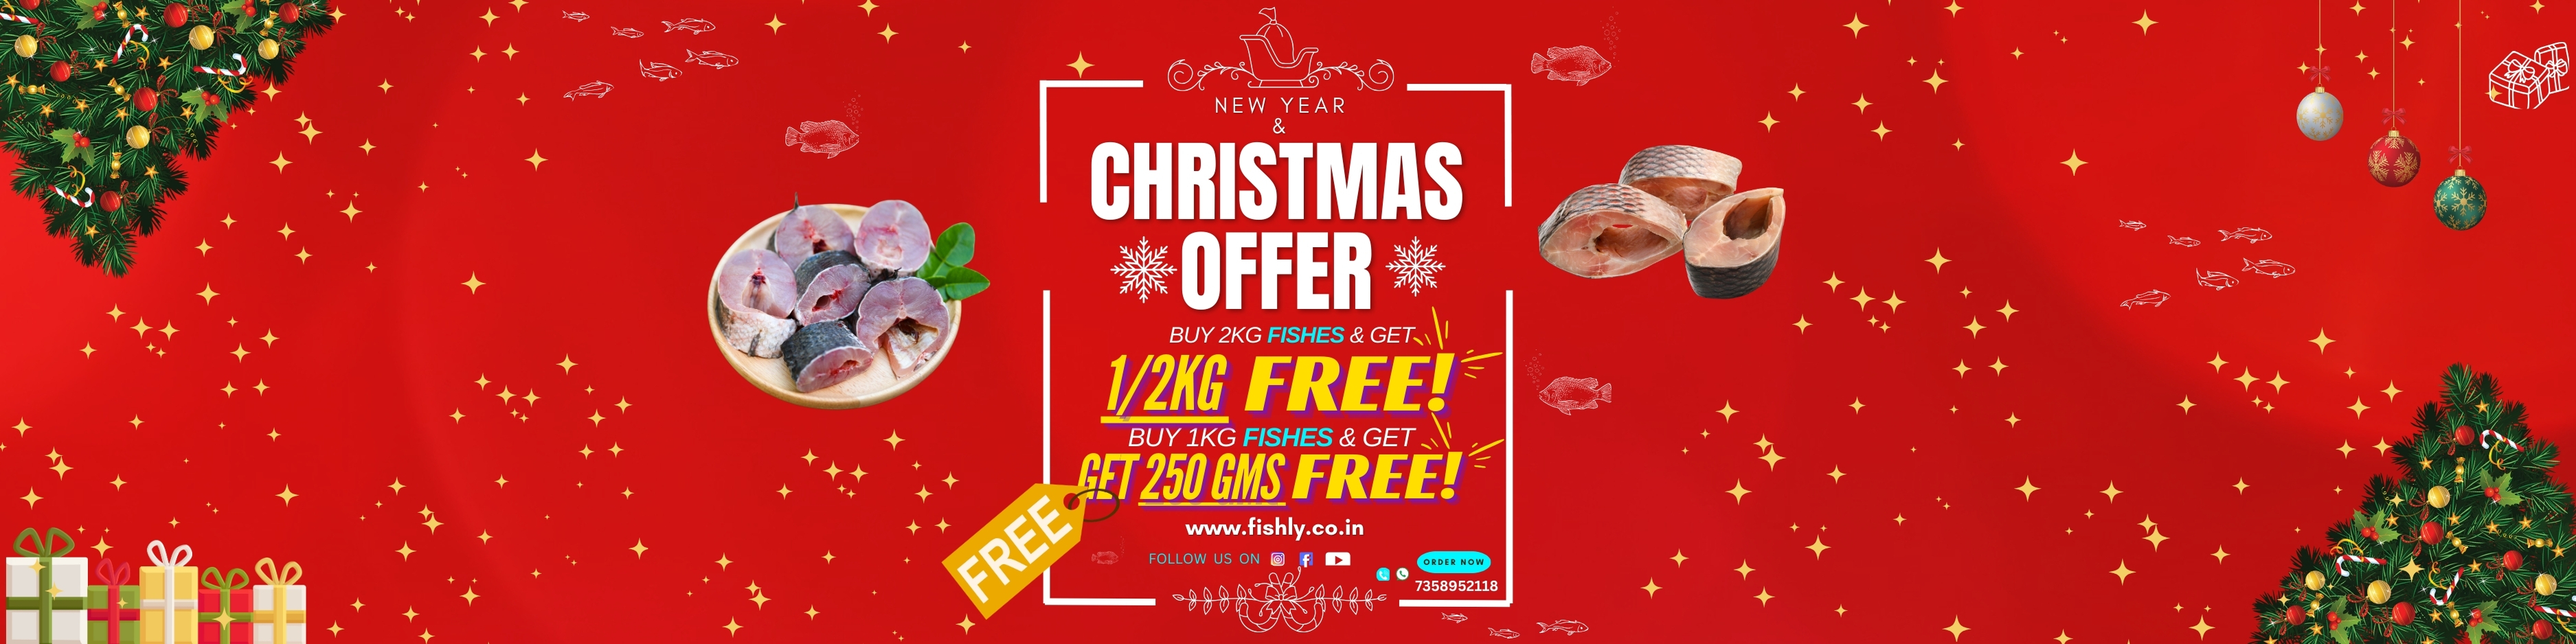 NEW YEAR
&
CHRISTMAS
OFFER
BUY 2KG FISHES & GET
1/2KG FREE!
BUY 1KG FISHES & GET
GET 250 GMS FREE!
FREE
www.fishly.co.in
FOLLOW US ON
ORDER NOW
7358952118